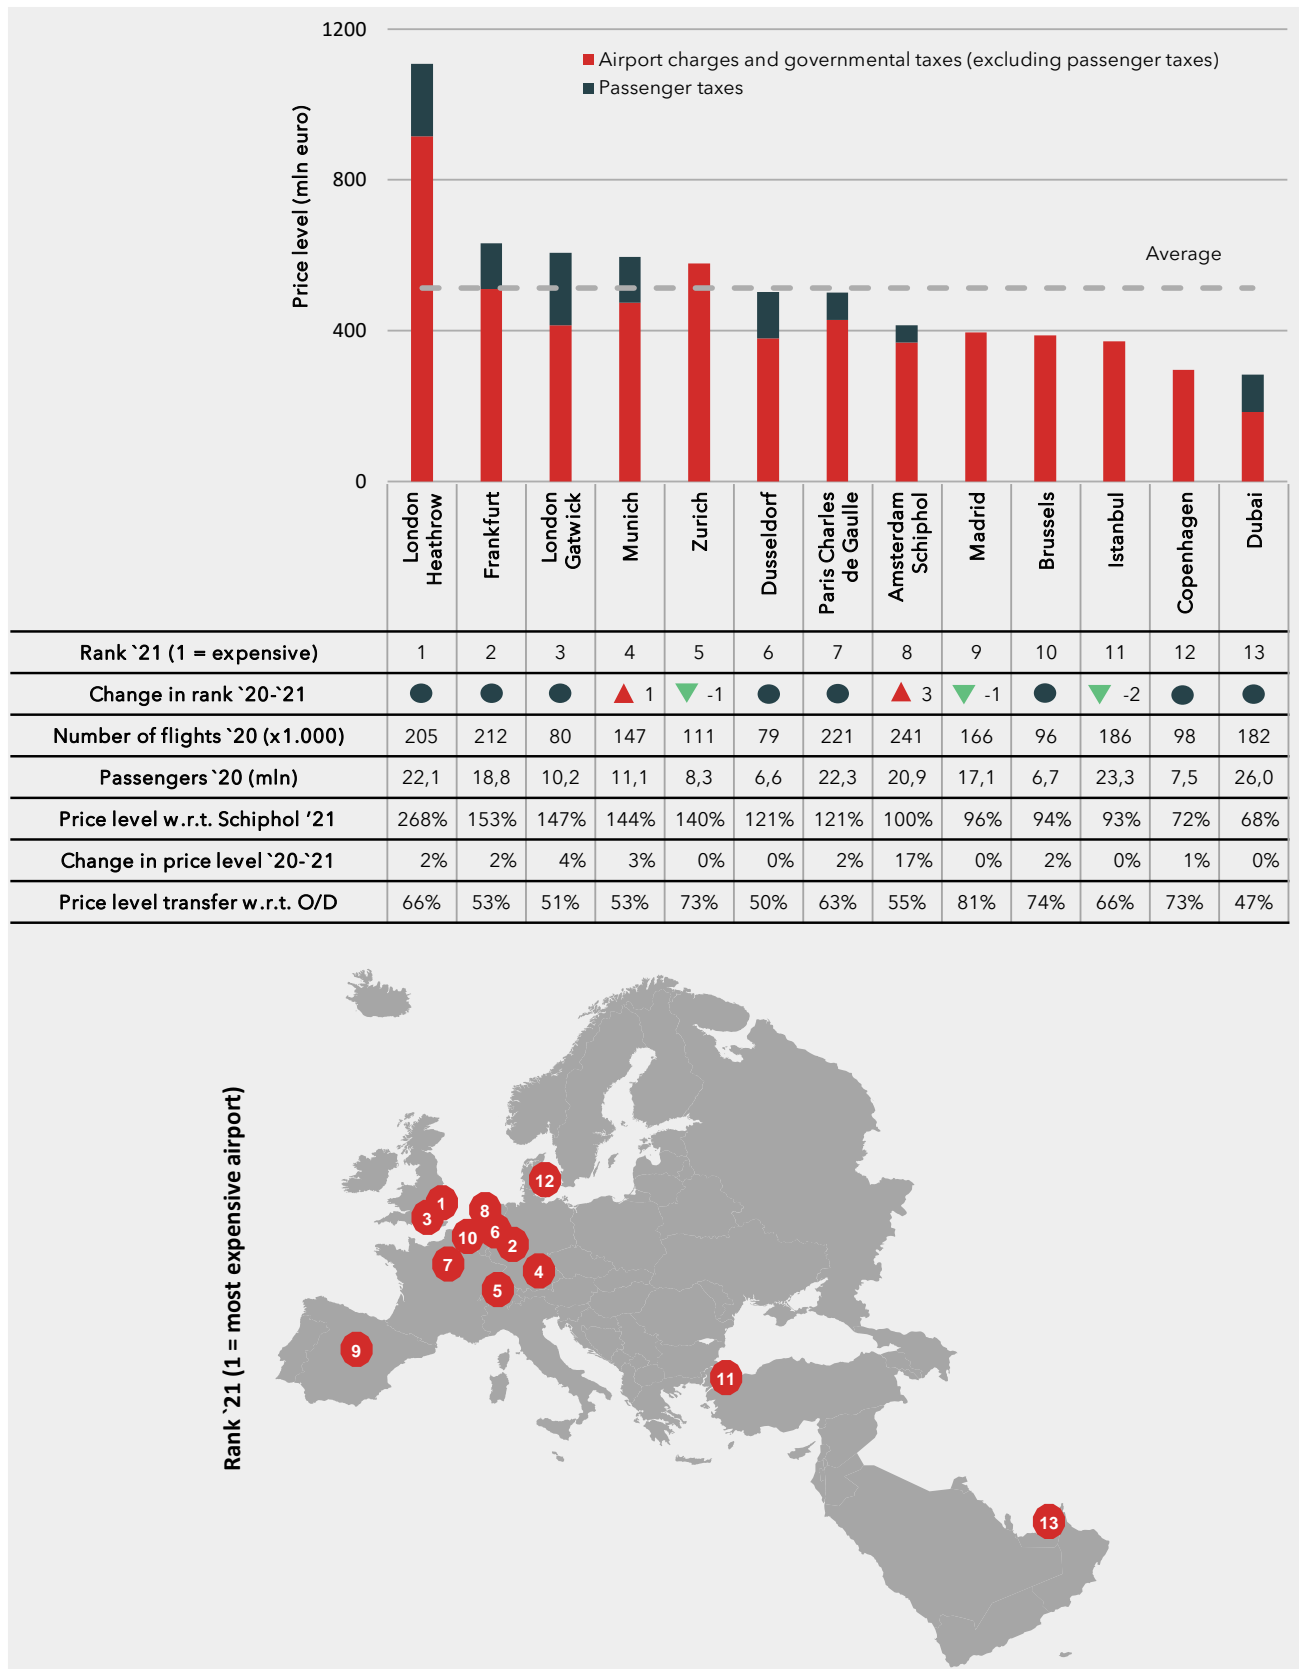 1200
Airport charges and governmental taxes (excluding passenger taxes)
Passenger taxes
Price level (mln euro)
800
Average
400
0
London
Heathrow
Frankfurt
London
Gatwick
Munich
Zurich
Dusseldorf
Paris Charles
de Gaulle
Amsterdam
Schiphol
Madrid
Brussels
Istanbul
Copenhagen
Dubai
Rank `21 (1 = expensive) 1 2 3 4 5 6 7 8 9 10 11 12 13
Change in rank `20-`21 1 -1 3 -1 -2
Number of flights `20 (x1.000) 205 212 80 147 111 79 221 241 166 96 186 98 182
Passengers `20 (mln) 22,1 18,8 10,2 11,1 8,3 6,6 22,3 20,9 17,1 6,7 23,3 7,5 26,0
Price level w.r.t. Schiphol ’21 268% 153% 147% 144% 140% 121% 121% 100% 96% 94% 93% 72% 68%
Change in price level `20-`21 2% 2% 4% 3% 0% 0% 2% 17% 0% 2% 0% 1% 0%
Price level transfer w.r.t. O/D 66% 53% 51% 53% 73% 50% 63% 55% 81% 74% 66% 73% 47%
Rank `21 (1 = most expensive airport)
12
1
8
3
6
10
2
7
4
5
9
11
13